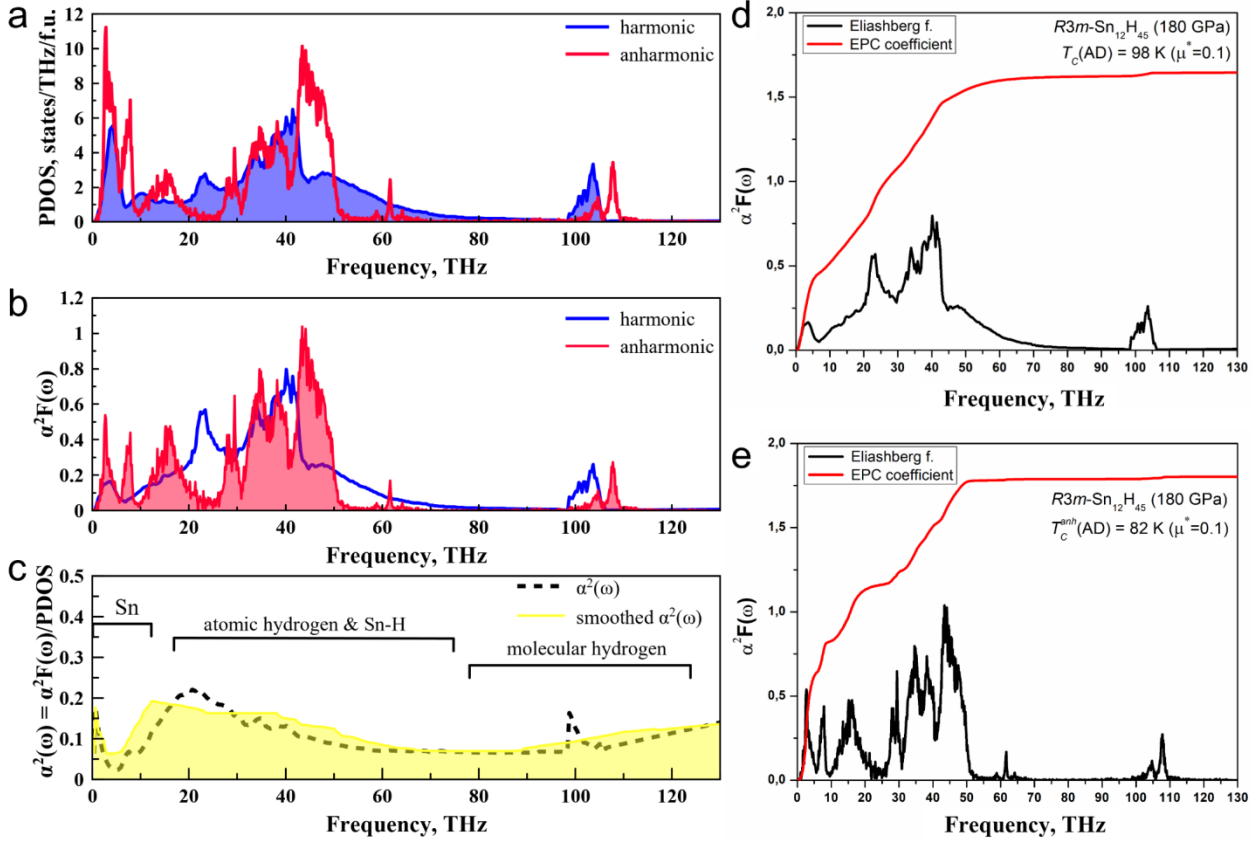 a
PDOS, states/THz/f.u.
12
10
8
6
4
2
0
harmonic
anharmonic
0 20 40 60 80 100 120
Frequency, THz
b
α²F(ω)
1.2
1
0.8
0.6
0.4
0.2
0
harmonic
anharmonic
0 20 40 60 80 100 120
Frequency, THz
c
α²(ω) = α²F(ω)/PDOS
0.5
0.4
0.3
0.2
0.1
0
α²(ω)
smoothed α²(ω)
Sn
atomic hydrogen & Sn-H
molecular hydrogen
0 20 40 60 80 100 120
Frequency, THz
d
α²F(ω)
2,0
1,5
1,0
0,5
0,0
Eliashberg f.
EPC coefficient
R3m-Sn₁₂H₄₅ (180 GPa)
T_C(AD) = 98 K (μ*=0.1)
0 10 20 30 40 50 60 70 80 90 100 110 120 130
Frequency, THz
e
α²F(ω)
2,0
1,5
1,0
0,5
0,0
Eliashberg f.
EPC coefficient
R3m-Sn₁₂H₄₅ (180 GPa)
T_C^anh(AD) = 82 K (μ*=0.1)
0 10 20 30 40 50 60 70 80 90 100 110 120 130
Frequency, THz